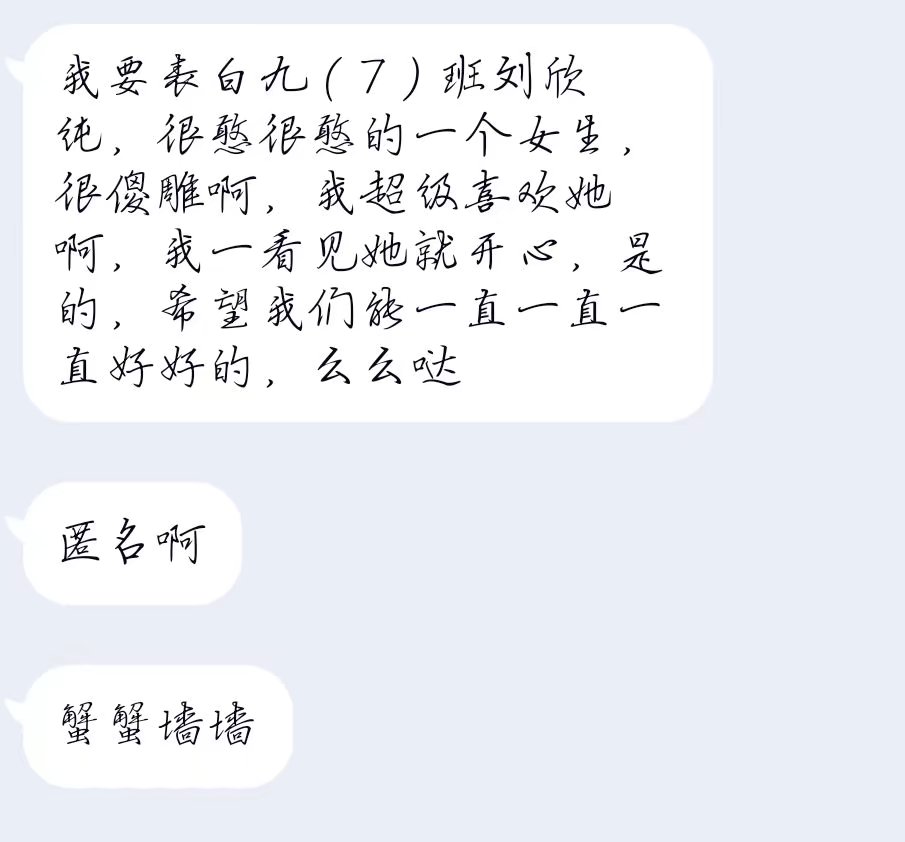 我要表白九(7)班刘欣
纯，很憨很憨的一个女生，
很傻雕啊，我超级喜欢她
啊，我一看见她就开心，是
的，希望我们能一直一直一
直好好的，么么哒
匿名啊
蟹蟹墙墙